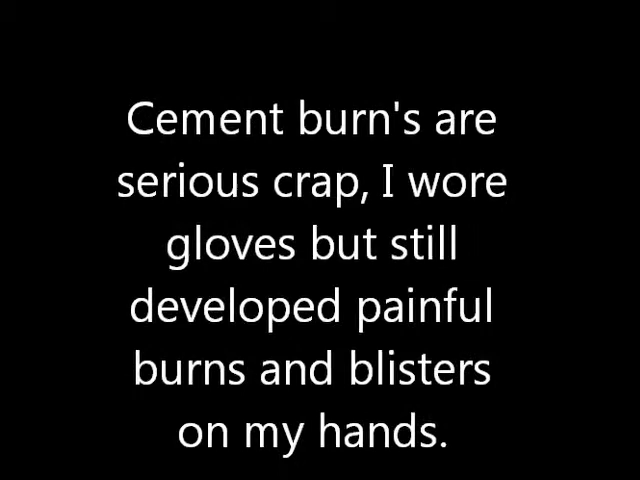 Cement burn's are
serious crap, I wore
gloves but still
developed painful
burns and blisters
on my hands.